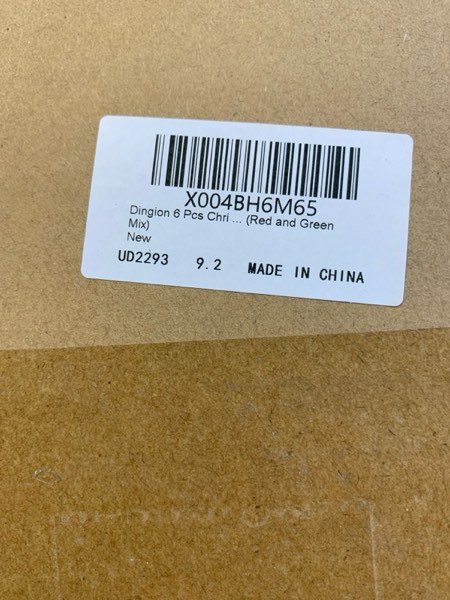 X004BH6M65
Dingion 6 Pcs Chri ... (Red and Green
Mix)
New
UD2293 9.2 MADE IN CHINA